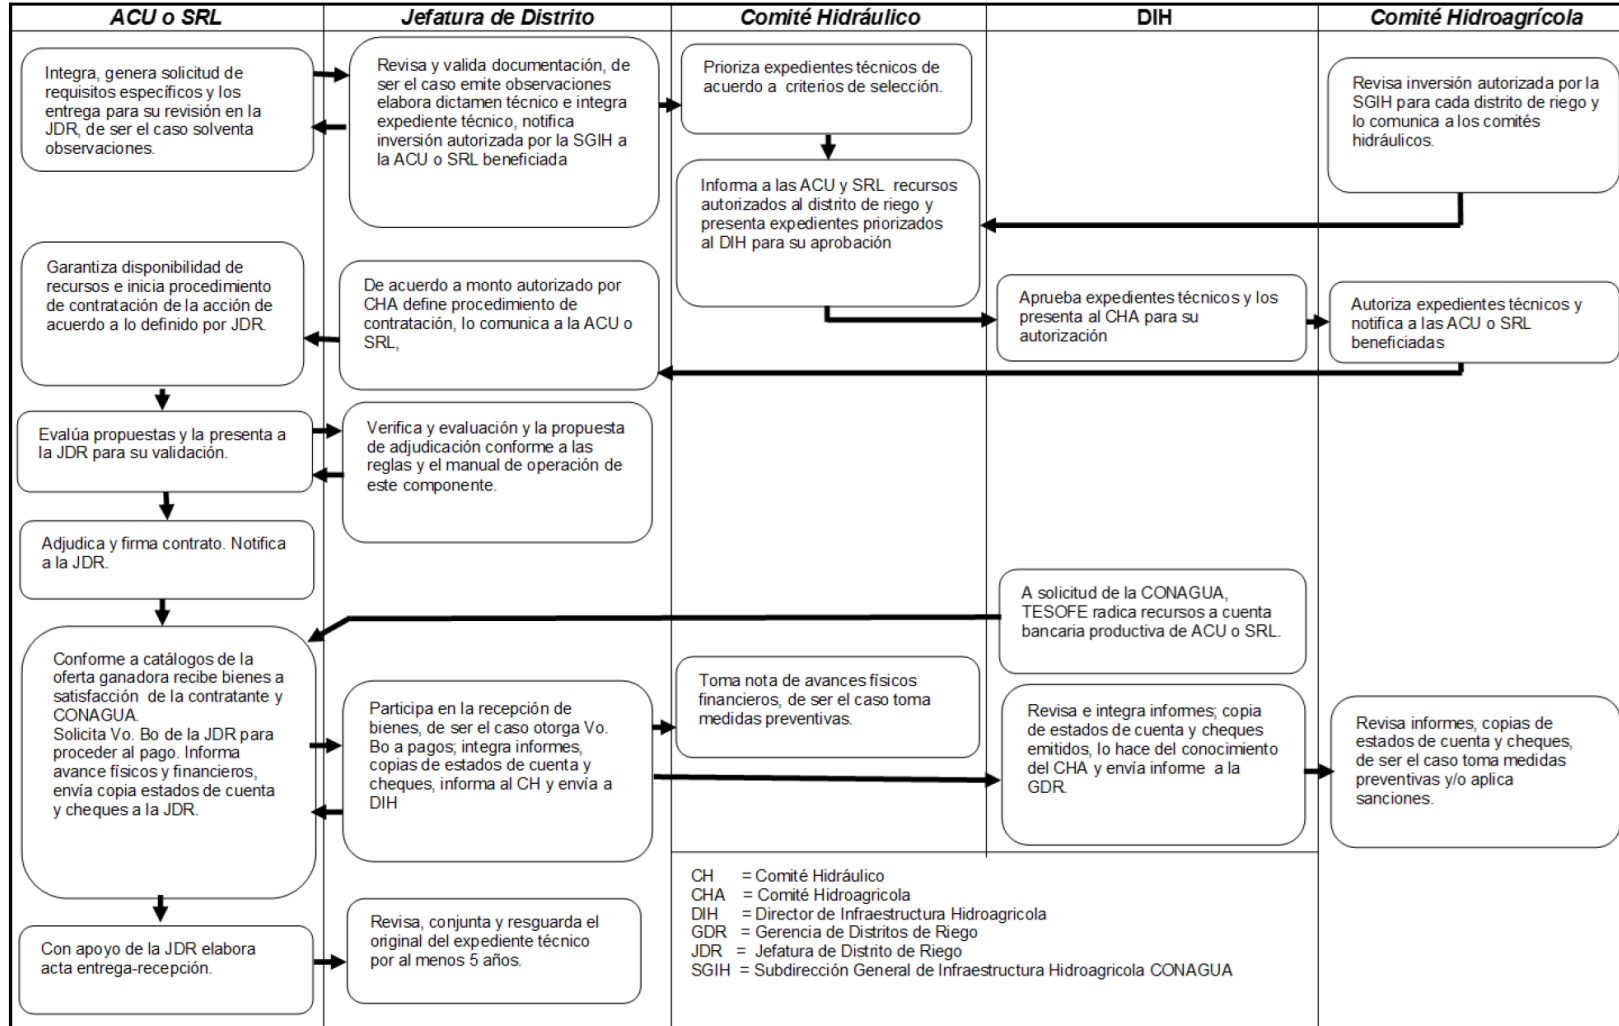 ACU o SRL
Jefatura de Distrito
Comité Hidráulico
DIH
Comité Hidroagrícola
Integra, genera solicitud de
requisitos específicos y los
entrega para su revisión en la
JDR, de ser el caso solventa
observaciones.
Revisa y valida documentación, de
ser el caso emite observaciones
elabora dictamen técnico e integra
expediente técnico, notifica
inversión autorizada por la SGIH a
la ACU o SRL beneficiada
Prioriza expedientes técnicos de
acuerdo a criterios de selección.
Revisa inversión autorizada por la
SGIH para cada distrito de riego y
lo comunica a los comités
hidráulicos.
Informa a las ACU y SRL recursos
autorizados al distrito de riego y
presenta expedientes priorizados
al DIH para su aprobación
Garantiza disponibilidad de
recursos e inicia procedimiento
de contratación de la acción de
acuerdo a lo definido por JDR.
De acuerdo a monto autorizado por
CHA define procedimiento de
contratación, lo comunica a la ACU o
SRL,
Aprueba expedientes técnicos y los
presenta al CHA para su
autorización
Autoriza expedientes técnicos y
notifica a las ACU o SRL
beneficiadas
Evalúa propuestas y la presenta a
la JDR para su validación.
Verifica y evaluación y la propuesta
de adjudicación conforme a las
reglas y el manual de operación de
este componente.
Adjudica y firma contrato. Notifica
a la JDR.
A solicitud de la CONAGUA,
TESOFE radica recursos a cuenta
bancaria productiva de ACU o SRL.
Conforme a catálogos de la
oferta ganadora recibe bienes a
satisfacción de la contratante y
CONAGUA.
Solicita Vo. Bo de la JDR para
proceder al pago. Informa
avance físicos y financieros,
envía copia estados de cuenta
y cheques a la JDR.
Participa en la recepción de
bienes, de ser el caso otorga Vo.
Bo a pagos; integra informes,
copias de estados de cuenta y
cheques, informa al CH y envía a
DIH
Toma nota de avances físicos
financieros, de ser el caso toma
medidas preventivas.
Revisa e integra informes; copia
de estados de cuenta y cheques
emitidos, lo hace del conocimiento
del CHA y envía informe a la
GDR.
Revisa informes, copias de
estados de cuenta y cheques,
de ser el caso toma medidas
preventivas y/o aplica
sanciones.
Con apoyo de la JDR elabora
acta entrega-recepción.
Revisa, conjunta y resguarda el
original del expediente técnico
por al menos 5 años.
CH = Comité Hidráulico
CHA = Comité Hidroagricola
DIH = Director de Infraestructura Hidroagricola
GDR = Gerencia de Distritos de Riego
JDR = Jefatura de Distrito de Riego
SGIH = Subdirección General de Infraestructura Hidroagricola CONAGUA